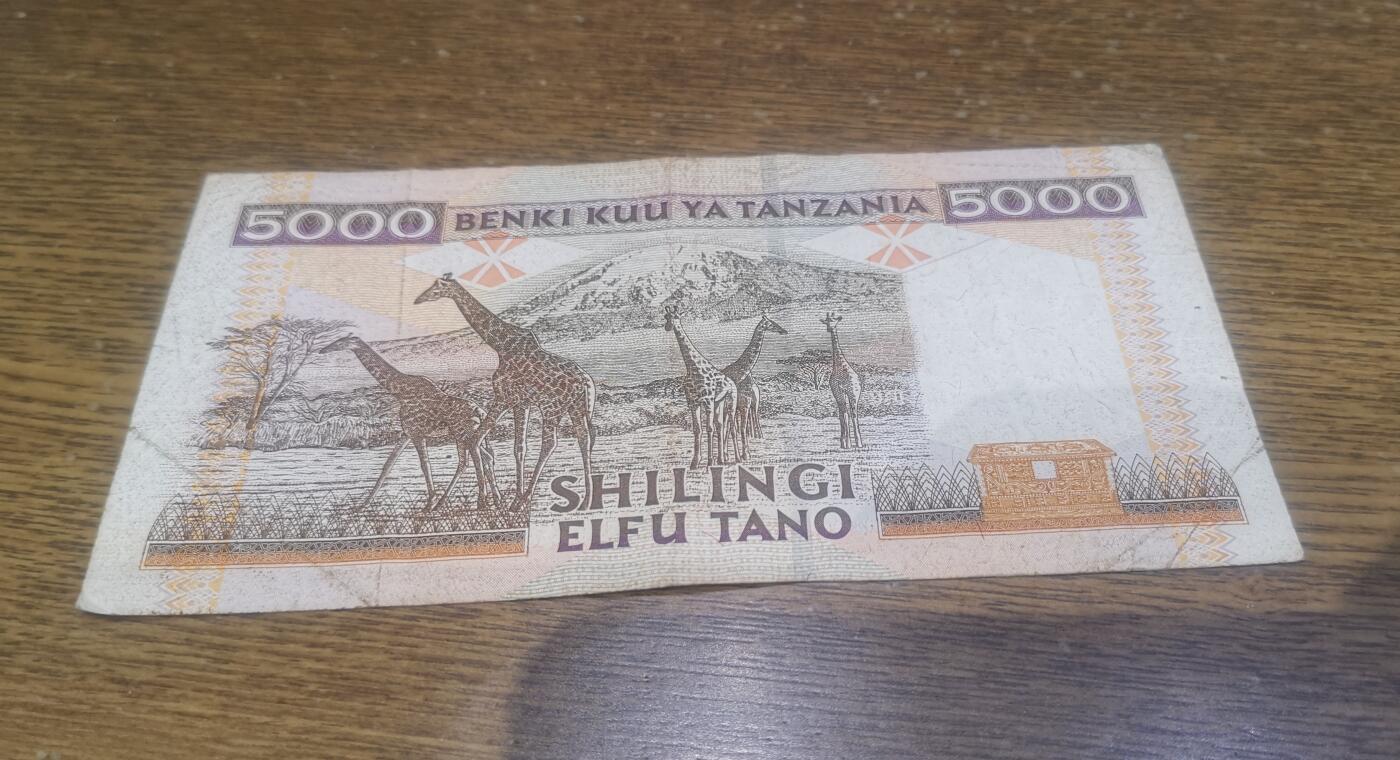 5000 BENKI KUU YA TANZANIA 5000
SHILINGI
ELFU TANO